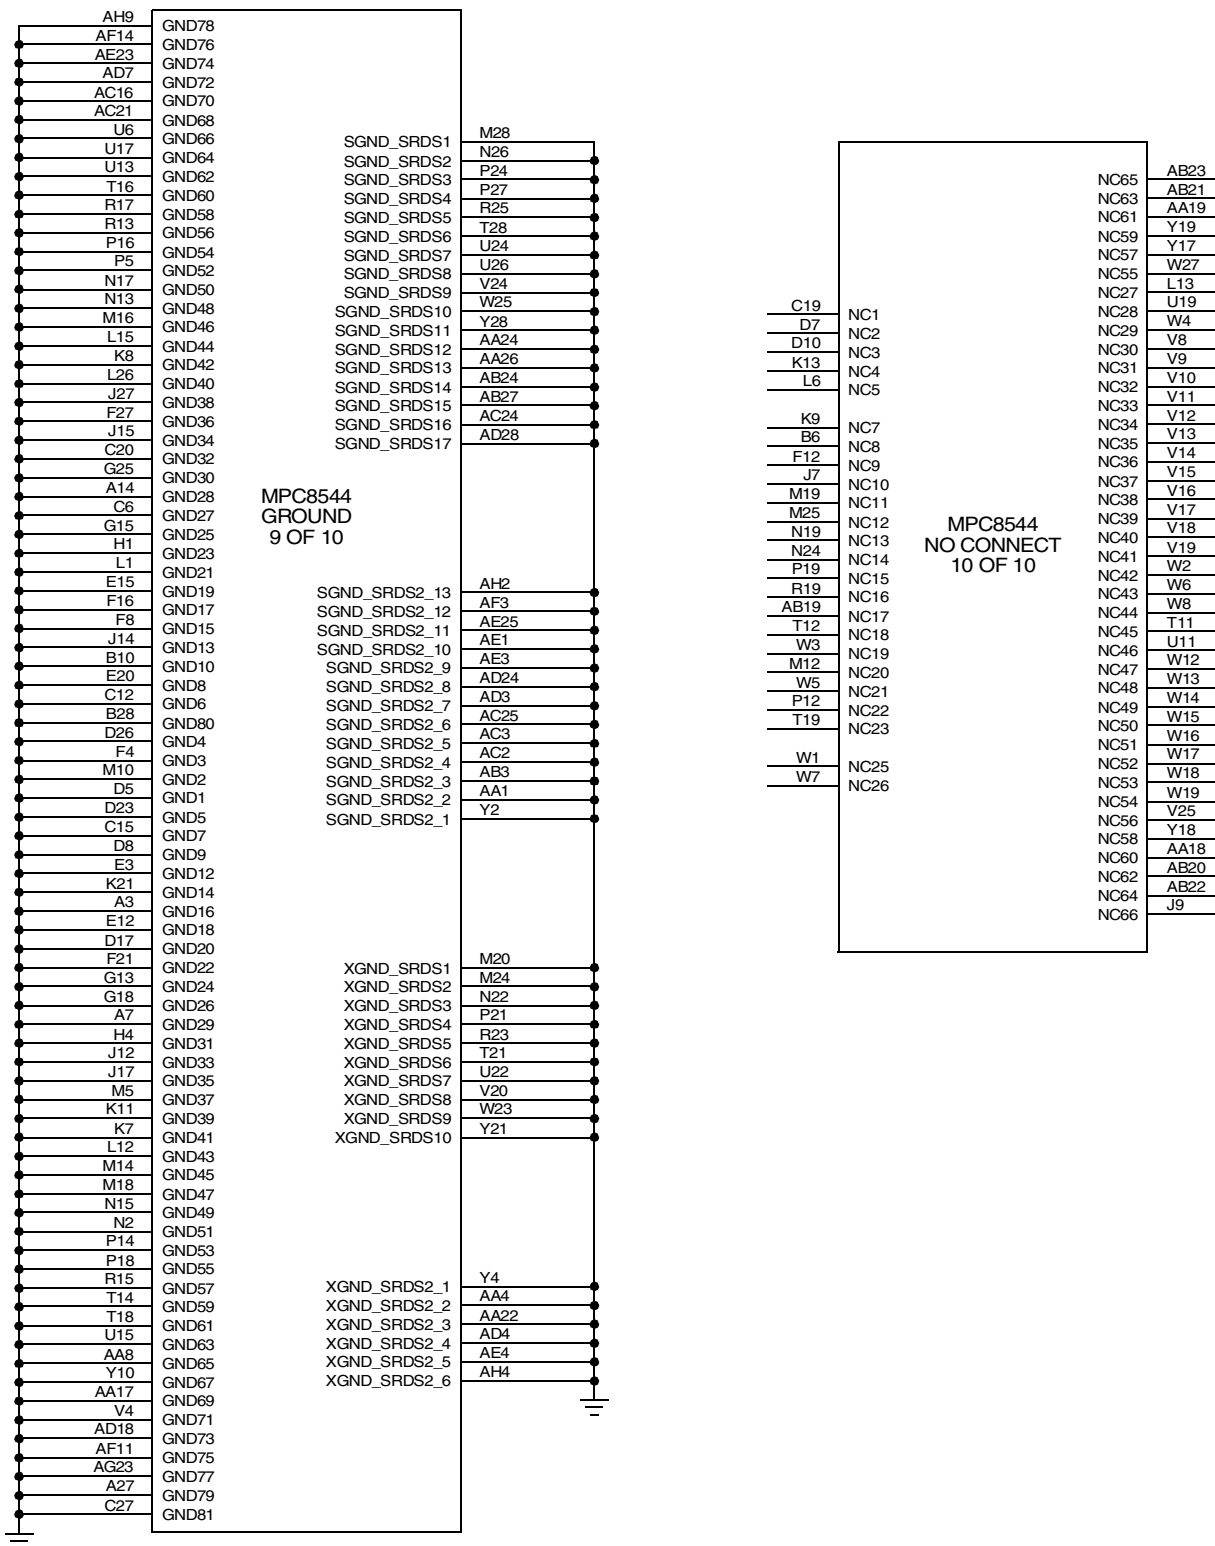 AH9 GND78
AF14 GND76
AE23 GND74
AD7 GND72
AC16 GND70
AC21 GND68
U6 GND66
U17 GND64
U13 GND62
T16 GND60
R17 GND58
R13 GND56
P16 GND54
P5 GND52
N17 GND50
N13 GND48
M16 GND46
L15 GND44
K8 GND42
L26 GND40
J27 GND38
F27 GND36
J15 GND34
C20 GND32
G25 GND30
A14 GND28
C6 GND27
G15 GND25
H1 GND23
L1 GND21
E15 GND19
F16 GND17
F8 GND15
J14 GND13
B10 GND10
E20 GND8
C12 GND6
B28 GND80
D26 GND4
F4 GND3
M10 GND2
D5 GND1
D23 GND5
C15 GND7
D8 GND9
E3 GND12
K21 GND14
A3 GND16
E12 GND18
D17 GND20
F21 GND22
G13 GND24
G18 GND26
A7 GND29
H4 GND31
J12 GND33
J17 GND35
M5 GND37
K11 GND39
K7 GND41
L12 GND43
M14 GND45
M18 GND47
N15 GND49
N2 GND51
P14 GND53
P18 GND55
R15 GND57
T14 GND59
T18 GND61
U15 GND63
AA8 GND65
Y10 GND67
AA17 GND69
V4 GND71
AD18 GND73
AF11 GND75
AG23 GND77
A27 GND79
C27 GND81
MPC8544
GROUND
9 OF 10
SGND_SRDS1 M28
SGND_SRDS2 N26
SGND_SRDS3 P24
SGND_SRDS4 P27
SGND_SRDS5 R25
SGND_SRDS6 T28
SGND_SRDS7 U24
SGND_SRDS8 U26
SGND_SRDS9 V24
SGND_SRDS10 W25
SGND_SRDS11 Y28
SGND_SRDS12 AA24
SGND_SRDS13 AA26
SGND_SRDS14 AB24
SGND_SRDS15 AB27
SGND_SRDS16 AC24
SGND_SRDS17 AD28
SGND_SRDS2_13 AH2
SGND_SRDS2_12 AF3
SGND_SRDS2_11 AE25
SGND_SRDS2_10 AE1
SGND_SRDS2_9 AE3
SGND_SRDS2_8 AD24
SGND_SRDS2_7 AD3
SGND_SRDS2_6 AC25
SGND_SRDS2_5 AC3
SGND_SRDS2_4 AC2
SGND_SRDS2_3 AB3
SGND_SRDS2_2 AA1
SGND_SRDS2_1 Y2
XGND_SRDS1 M20
XGND_SRDS2 M24
XGND_SRDS3 N22
XGND_SRDS4 P21
XGND_SRDS5 R23
XGND_SRDS6 T21
XGND_SRDS7 U22
XGND_SRDS8 V20
XGND_SRDS9 W23
XGND_SRDS10 Y21
XGND_SRDS2_1 Y4
XGND_SRDS2_2 AA4
XGND_SRDS2_3 AA22
XGND_SRDS2_4 AD4
XGND_SRDS2_5 AE4
XGND_SRDS2_6 AH4
C19 NC1
D7 NC2
D10 NC3
K13 NC4
L6 NC5
K9 NC7
B6 NC8
F12 NC9
J7 NC10
M19 NC11
M25 NC12
N19 NC13
N24 NC14
P19 NC15
R19 NC16
AB19 NC17
T12 NC18
W3 NC19
M12 NC20
W5 NC21
P12 NC22
T19 NC23
W1 NC25
W7 NC26
MPC8544
NO CONNECT
10 OF 10
NC65 AB23
NC63 AB21
NC61 AA19
NC59 Y19
NC57 Y17
NC55 W27
NC27 L13
NC28 U19
NC29 W4
NC30 V8
NC31 V9
NC32 V10
NC33 V11
NC34 V12
NC35 V13
NC36 V14
NC37 V15
NC38 V16
NC39 V17
NC40 V18
NC41 V19
NC42 W2
NC43 W6
NC44 W8
NC45 T11
NC46 U11
NC47 W12
NC48 W13
NC49 W14
NC50 W15
NC51 W16
NC52 W17
NC53 W18
NC54 W19
NC56 V25
NC58 Y18
NC60 AA18
NC62 AB20
NC64 AB22
NC66 J9